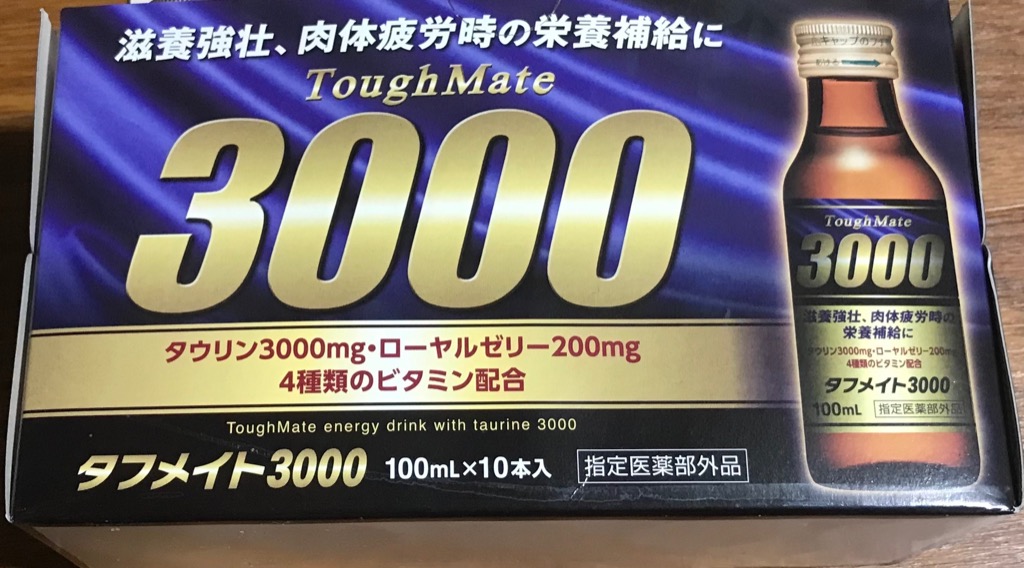 滋養強壮、肉体疲労時の栄養補給に
ToughMate
3000
タウリン3000mg・ローヤルゼリー200mg
4種類のビタミン配合
ToughMate energy drink with taurine 3000
タフメイト3000 100mL×10本入 指定医薬部外品
キャップの
ToughMate
3000
滋養強壮、肉体疲労時の
栄養補給に
タウリン3000mg・ローヤルゼリー200mg
4種類のビタミン配合
タフメイト3000
100mL 指定医薬部外品